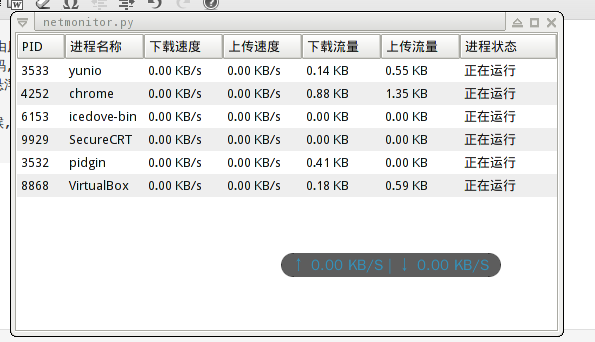 netmonitor.py
PID 进程名称 下载速度 上传速度 下载流量 上传流量 进程状态
3533 yunio 0.00 KB/s 0.00 KB/s 0.14 KB 0.55 KB 正在运行
4252 chrome 0.00 KB/s 0.00 KB/s 0.88 KB 1.35 KB 正在运行
6153 icedove-bin 0.00 KB/s 0.00 KB/s 0.00 KB 0.00 KB 正在运行
9929 SecureCRT 0.00 KB/s 0.00 KB/s 0.00 KB 0.00 KB 正在运行
3532 pidgin 0.00 KB/s 0.00 KB/s 0.41 KB 0.00 KB 正在运行
8868 VirtualBox 0.00 KB/s 0.00 KB/s 0.18 KB 0.59 KB 正在运行
↑ 0.00 KB/S | ↓ 0.00 KB/S